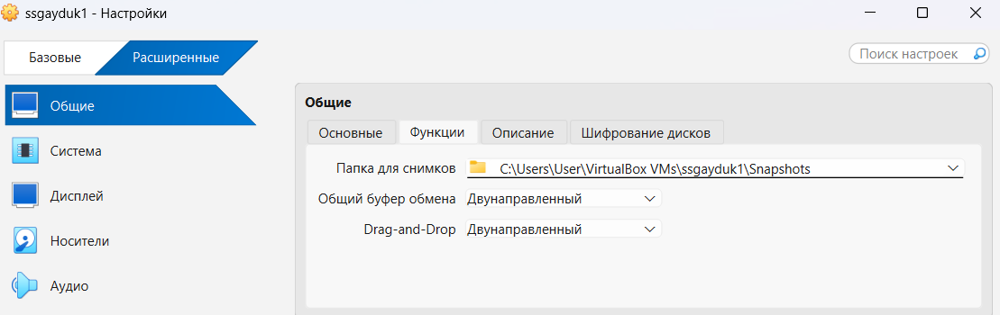 ssgayduk1 - Настройки
Базовые
Расширенные
Поиск настроек
Общие
Система
Дисплей
Носители
Аудио
Общие
Основные
Функции
Описание
Шифрование дисков
Папка для снимков
C:\Users\User\VirtualBox VMs\ssgayduk1\Snapshots
Общий буфер обмена
Двунаправленный
Drag-and-Drop
Двунаправленный